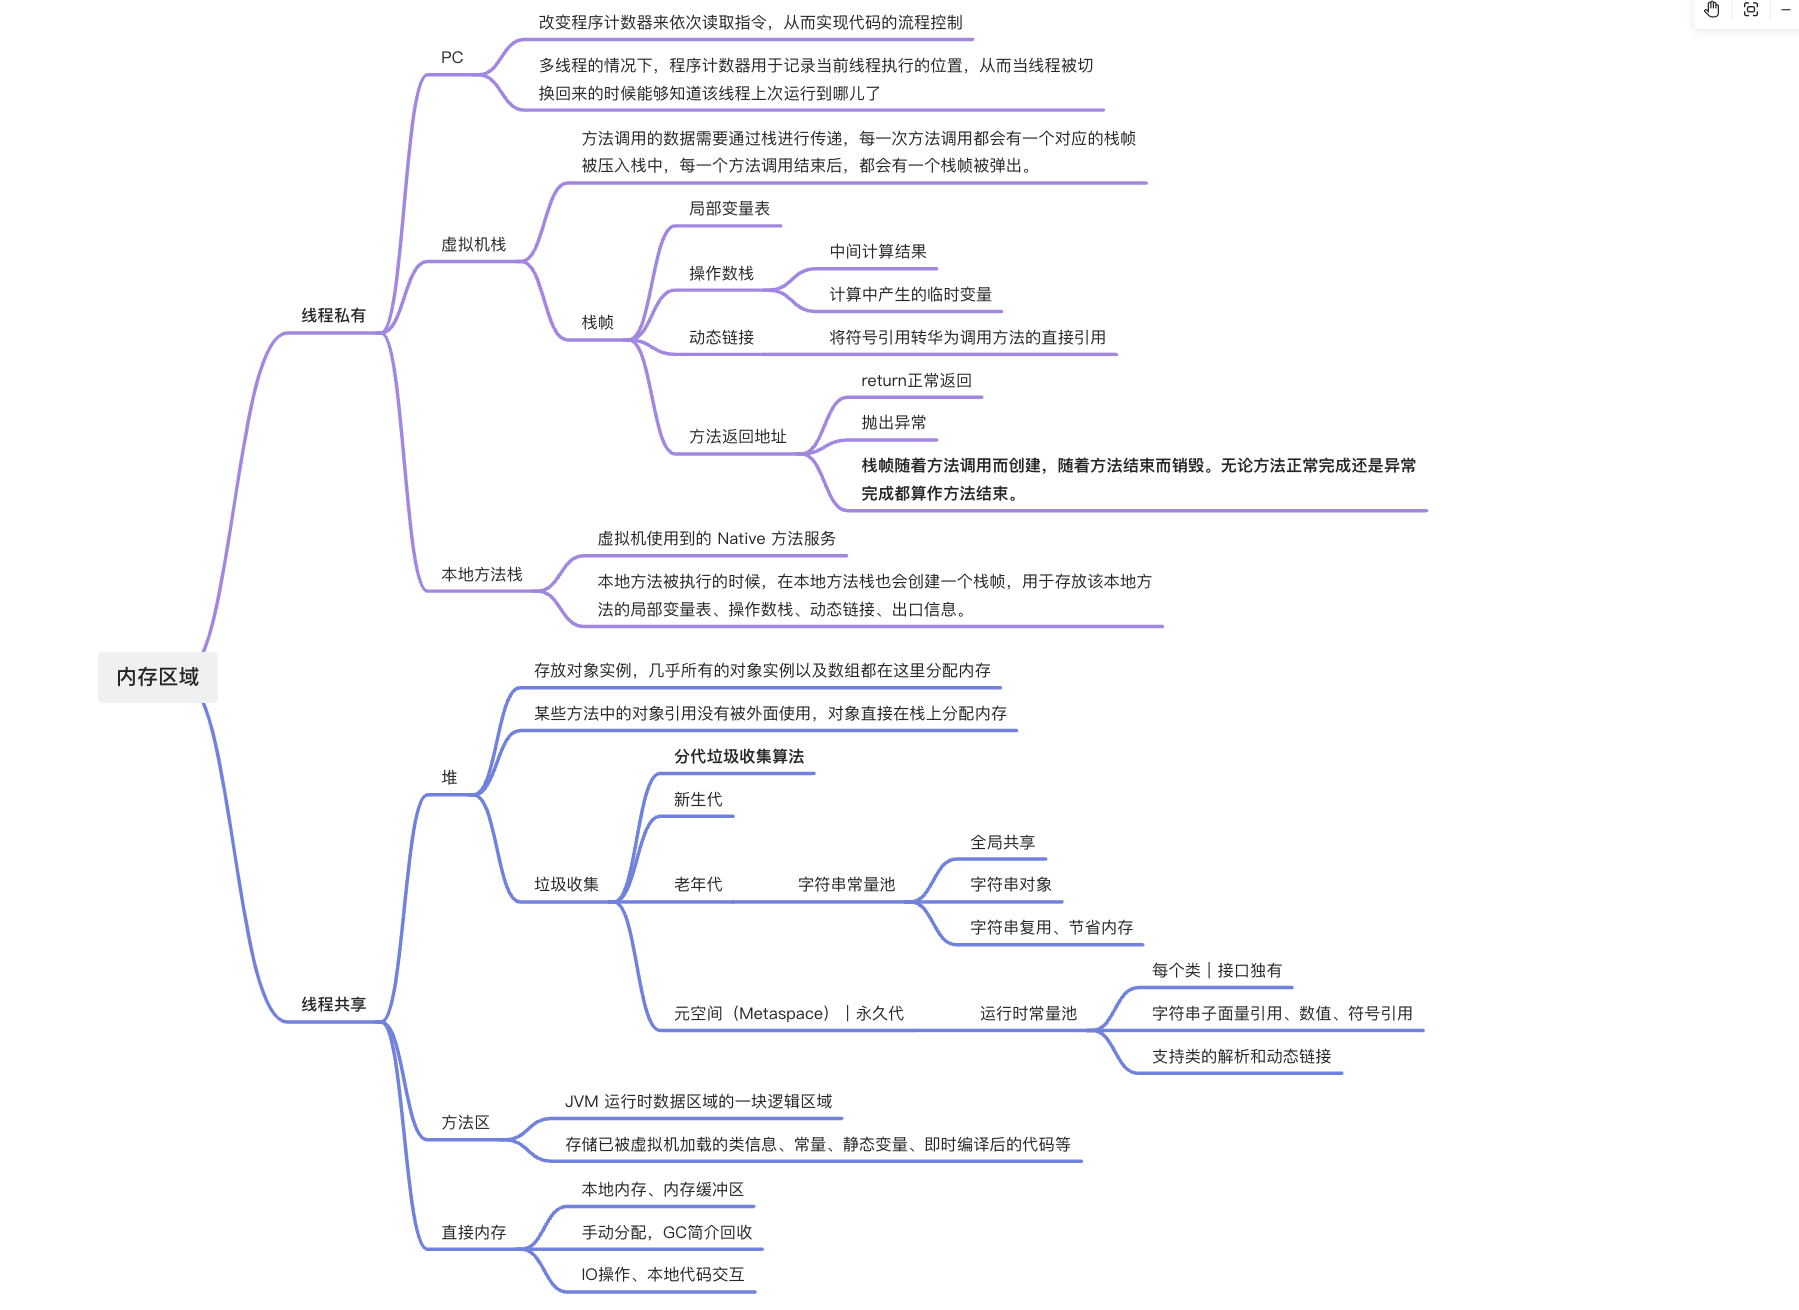 改变程序计数器来依次读取指令，从而实现代码的流程控制
PC
多线程的情况下，程序计数器用于记录当前线程执行的位置，从而当线程被切
换回来的时候能够知道该线程上次运行到哪儿了
方法调用的数据需要通过栈进行传递，每一次方法调用都会有一个对应的栈帧
被压入栈中，每一个方法调用结束后，都会有一个栈帧被弹出。
虚拟机栈
局部变量表
中间计算结果
操作数栈
计算中产生的临时变量
栈帧
动态链接
将符号引用转华为调用方法的直接引用
return正常返回
抛出异常
方法返回地址
栈帧随着方法调用而创建，随着方法结束而销毁。无论方法正常完成还是异常
完成都算作方法结束。
线程私有
虚拟机使用到的 Native 方法服务
本地方法栈
本地方法被执行的时候，在本地方法栈也会创建一个栈帧，用于存放该本地方
法的局部变量表、操作数栈、动态链接、出口信息。
内存区域
存放对象实例，几乎所有的对象实例以及数组都在这里分配内存
某些方法中的对象引用没有被外面使用，对象直接在栈上分配内存
堆
分代垃圾收集算法
新生代
垃圾收集
老年代
字符串常量池
全局共享
字符串对象
字符串复用、节省内存
元空间（Metaspace）｜永久代
运行时常量池
每个类｜接口独有
字符串子面量引用、数值、符号引用
支持类的解析和动态链接
线程共享
JVM 运行时数据区域的一块逻辑区域
方法区
存储已被虚拟机加载的类信息、常量、静态变量、即时编译后的代码等
本地内存、内存缓冲区
直接内存
手动分配，GC简介回收
IO操作、本地代码交互